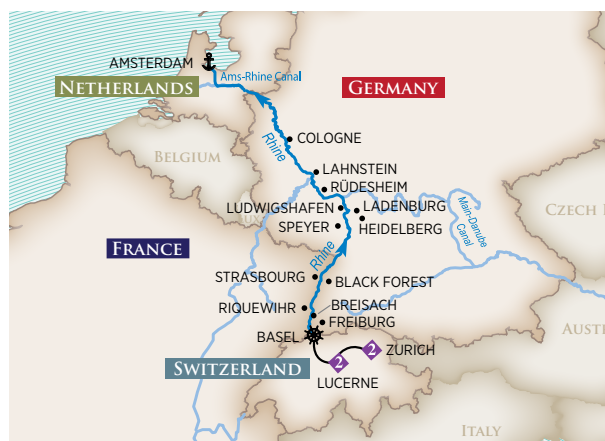 AMSTERDAM
Ams-Rhine Canal
NETHERLANDS
GERMANY
Rhine
COLOGNE
BELGIUM
LAHNSTEIN
RÜDESHEIM
LUDWIGSHAFEN
LADENBURG
SPEYER
HEIDELBERG
Main-Danube
Canal
CZECH
FRANCE
Rhine
STRASBOURG
BLACK FOREST
RIQUEWIHR
BREISACH
FREIBURG
BASEL
AUST
2
2
ZÜRICH
SWITZERLAND
LUCERNE
ITALY